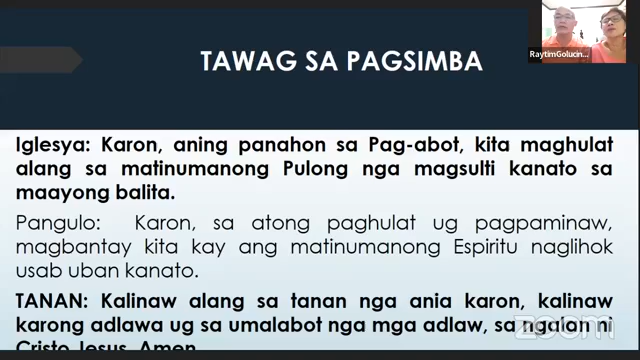 TAWAG SA PAGSIMBA
RaytimGolucin...
Iglesya: Karon, aning panahon sa Pag-abot, kita maghulat
alang sa matinumanong Pulong nga magsulti kanato sa
maayong balita.
Pangulo: Karon, sa atong paghulat ug pagpaminaw,
magbantay kita kay ang matinumanong Espiritu naglihok
usab uban kanato.
TANAN: Kalinaw alang sa tanan nga ania karon, kalinaw
karong adlawa ug sa umalabot nga mga adlaw, sa ngalan ni
Cristo Jesus. Amen
zoom